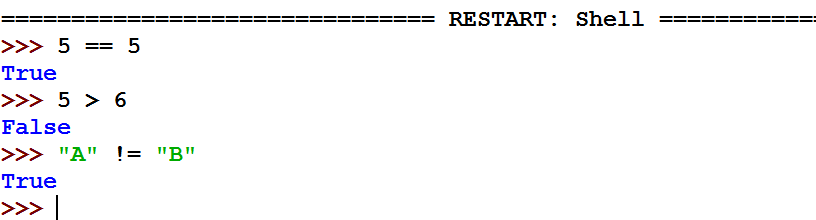 ================================ RESTART: Shell ============
>>> 5 == 5
True
>>> 5 > 6
False
>>> "A" != "B"
True
>>>